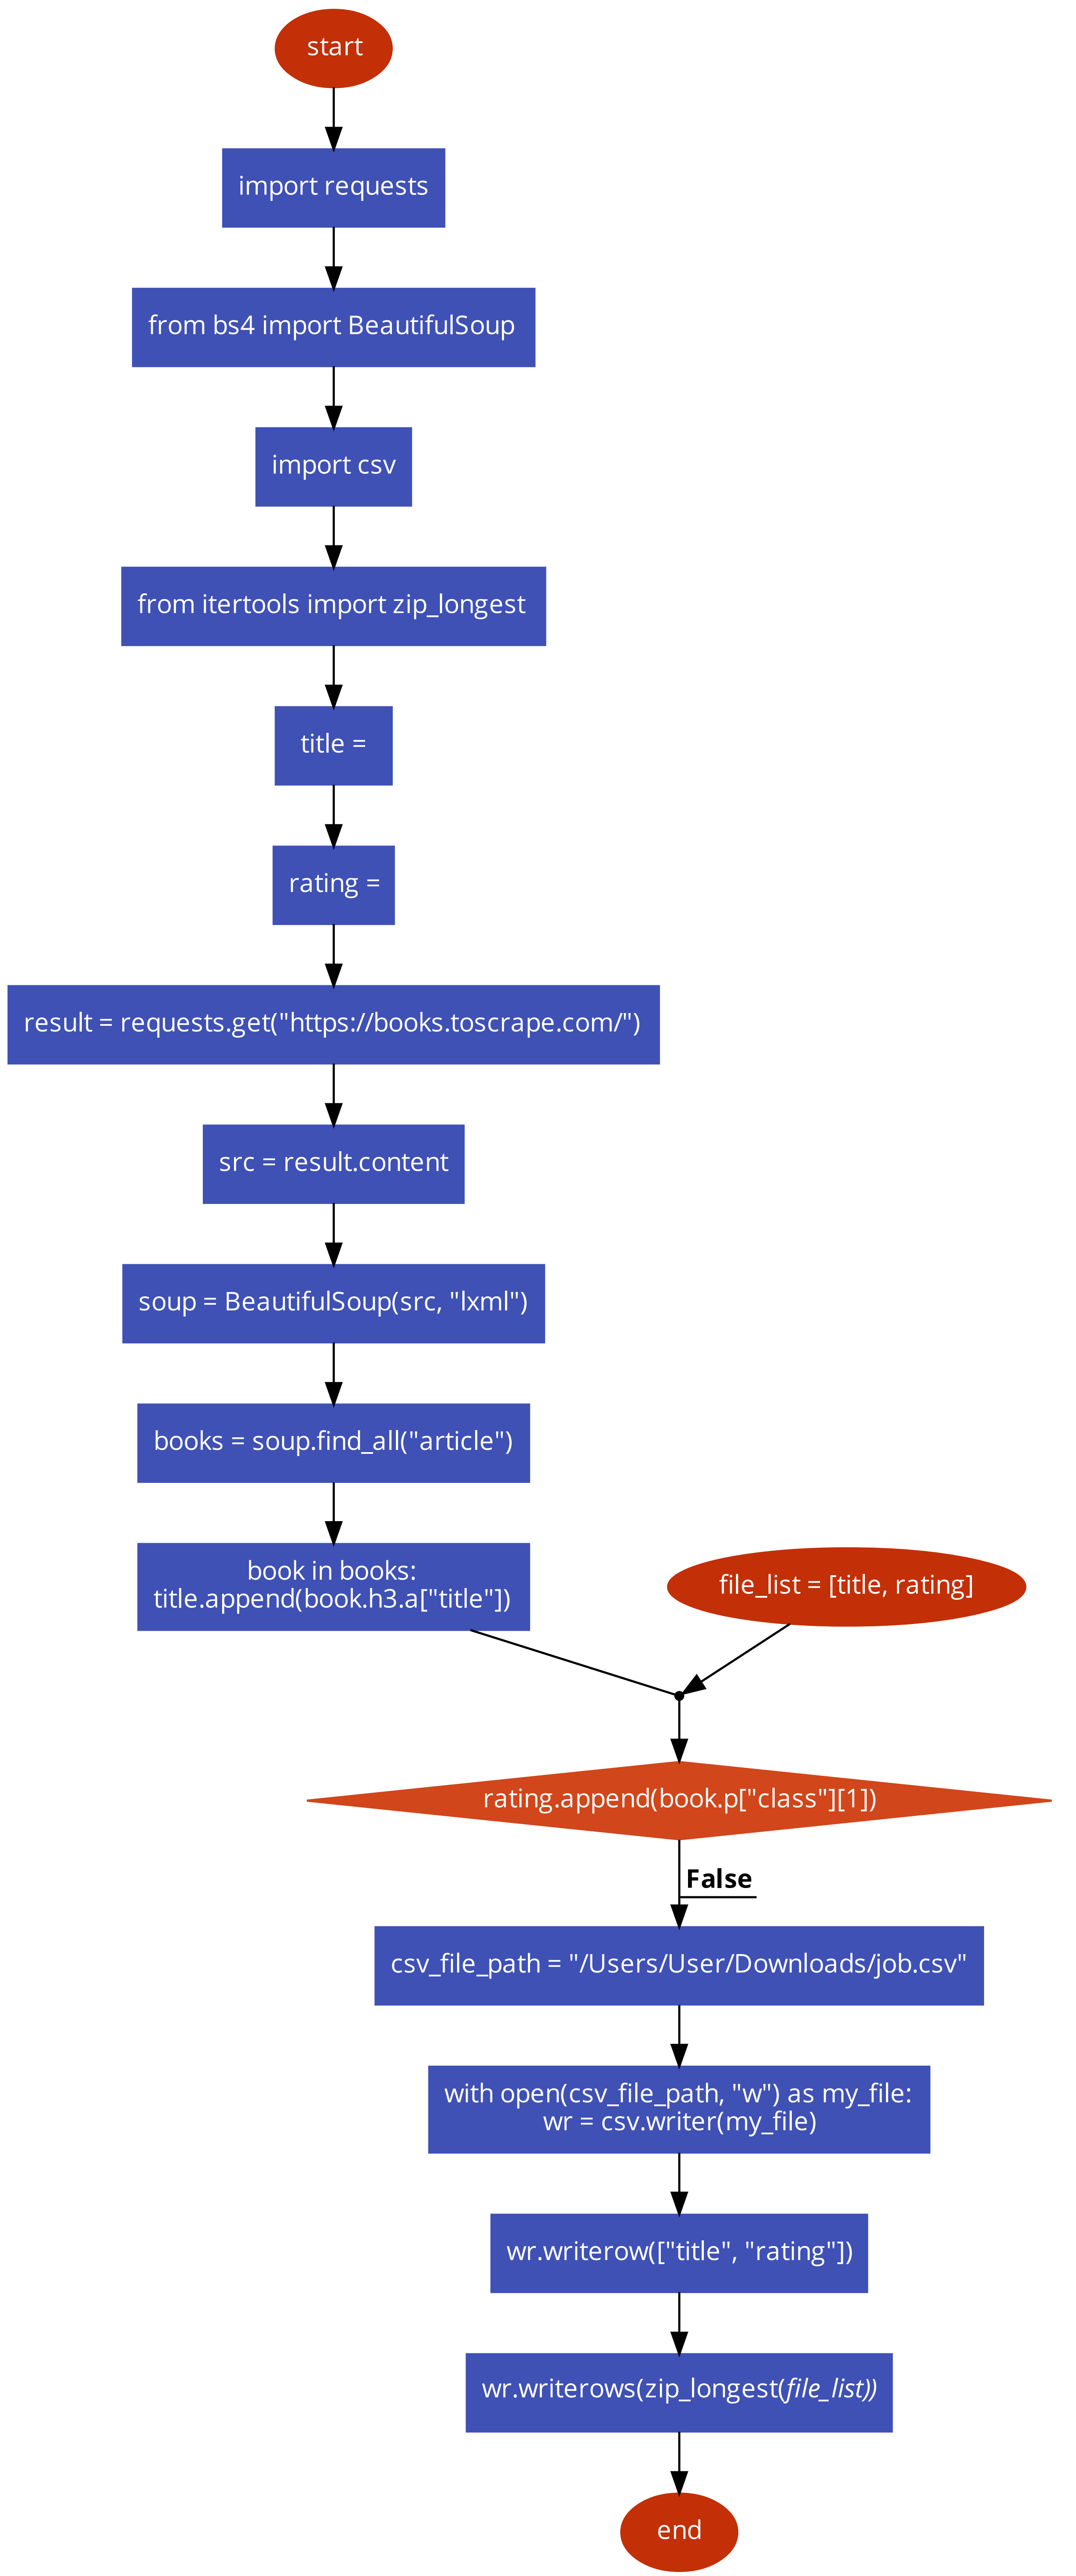 start
import requests
from bs4 import BeautifulSoup
import csv
from itertools import zip_longest
title =
rating =
result = requests.get("https://books.toscrape.com/")
src = result.content
soup = BeautifulSoup(src, "lxml")
books = soup.find_all("article")
book in books:
title.append(book.h3.a["title"])
file_list = [title, rating]
rating.append(book.p["class"][1])
False
csv_file_path = "/Users/User/Downloads/job.csv"
with open(csv_file_path, "w") as my_file:
wr = csv.writer(my_file)
wr.writerow(["title", "rating"])
wr.writerows(zip_longest(file_list))
end